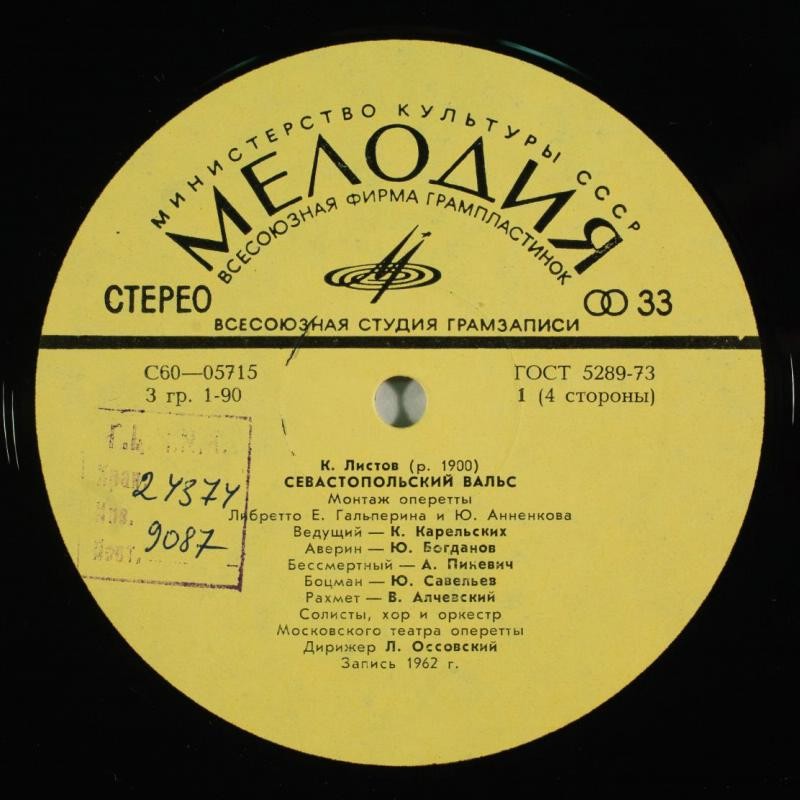 МИНИСТЕРСТВО КУЛЬТУРЫ СССР
МЕЛОДИЯ
ВСЕСОЮЗНАЯ ФИРМА ГРАМПЛАСТИНОК
СТЕРЕО
33
ВСЕСОЮЗНАЯ СТУДИЯ ГРАМЗАПИСИ
С60—05715
ГОСТ 5289-73
3 гр. 1-90
1 (4 стороны)
24374
9087
К. Листов (р. 1900)
СЕВАСТОПОЛЬСКИЙ ВАЛЬС
Монтаж оперетты
Либретто Е. Гальперина и Ю. Анненкова
Ведущий — К. Карельских
Аверин — Ю. Богданов
Бессмертный — А. Пиневич
Боцман — Ю. Савельев
Рахмет — В. Алчевский
Солисты, хор и оркестр
Московского театра оперетты
Дирижер Л. Оссовский
Запись 1962 г.